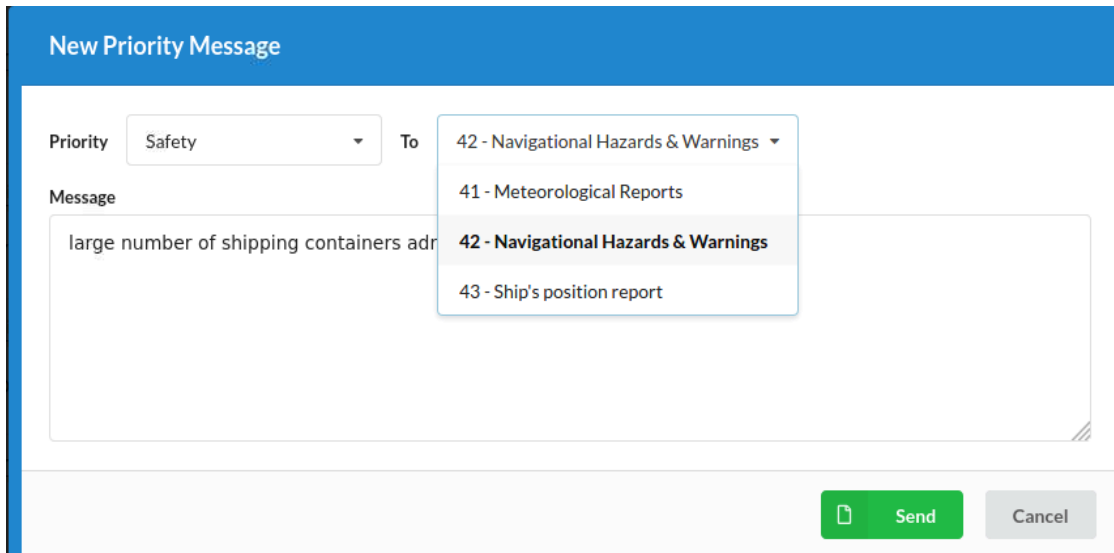 New Priority Message
Priority Safety To 42 - Navigational Hazards & Warnings
41 - Meteorological Reports
Message
large number of shipping containers
42 - Navigational Hazards & Warnings
43 - Ship's position report
Send Cancel